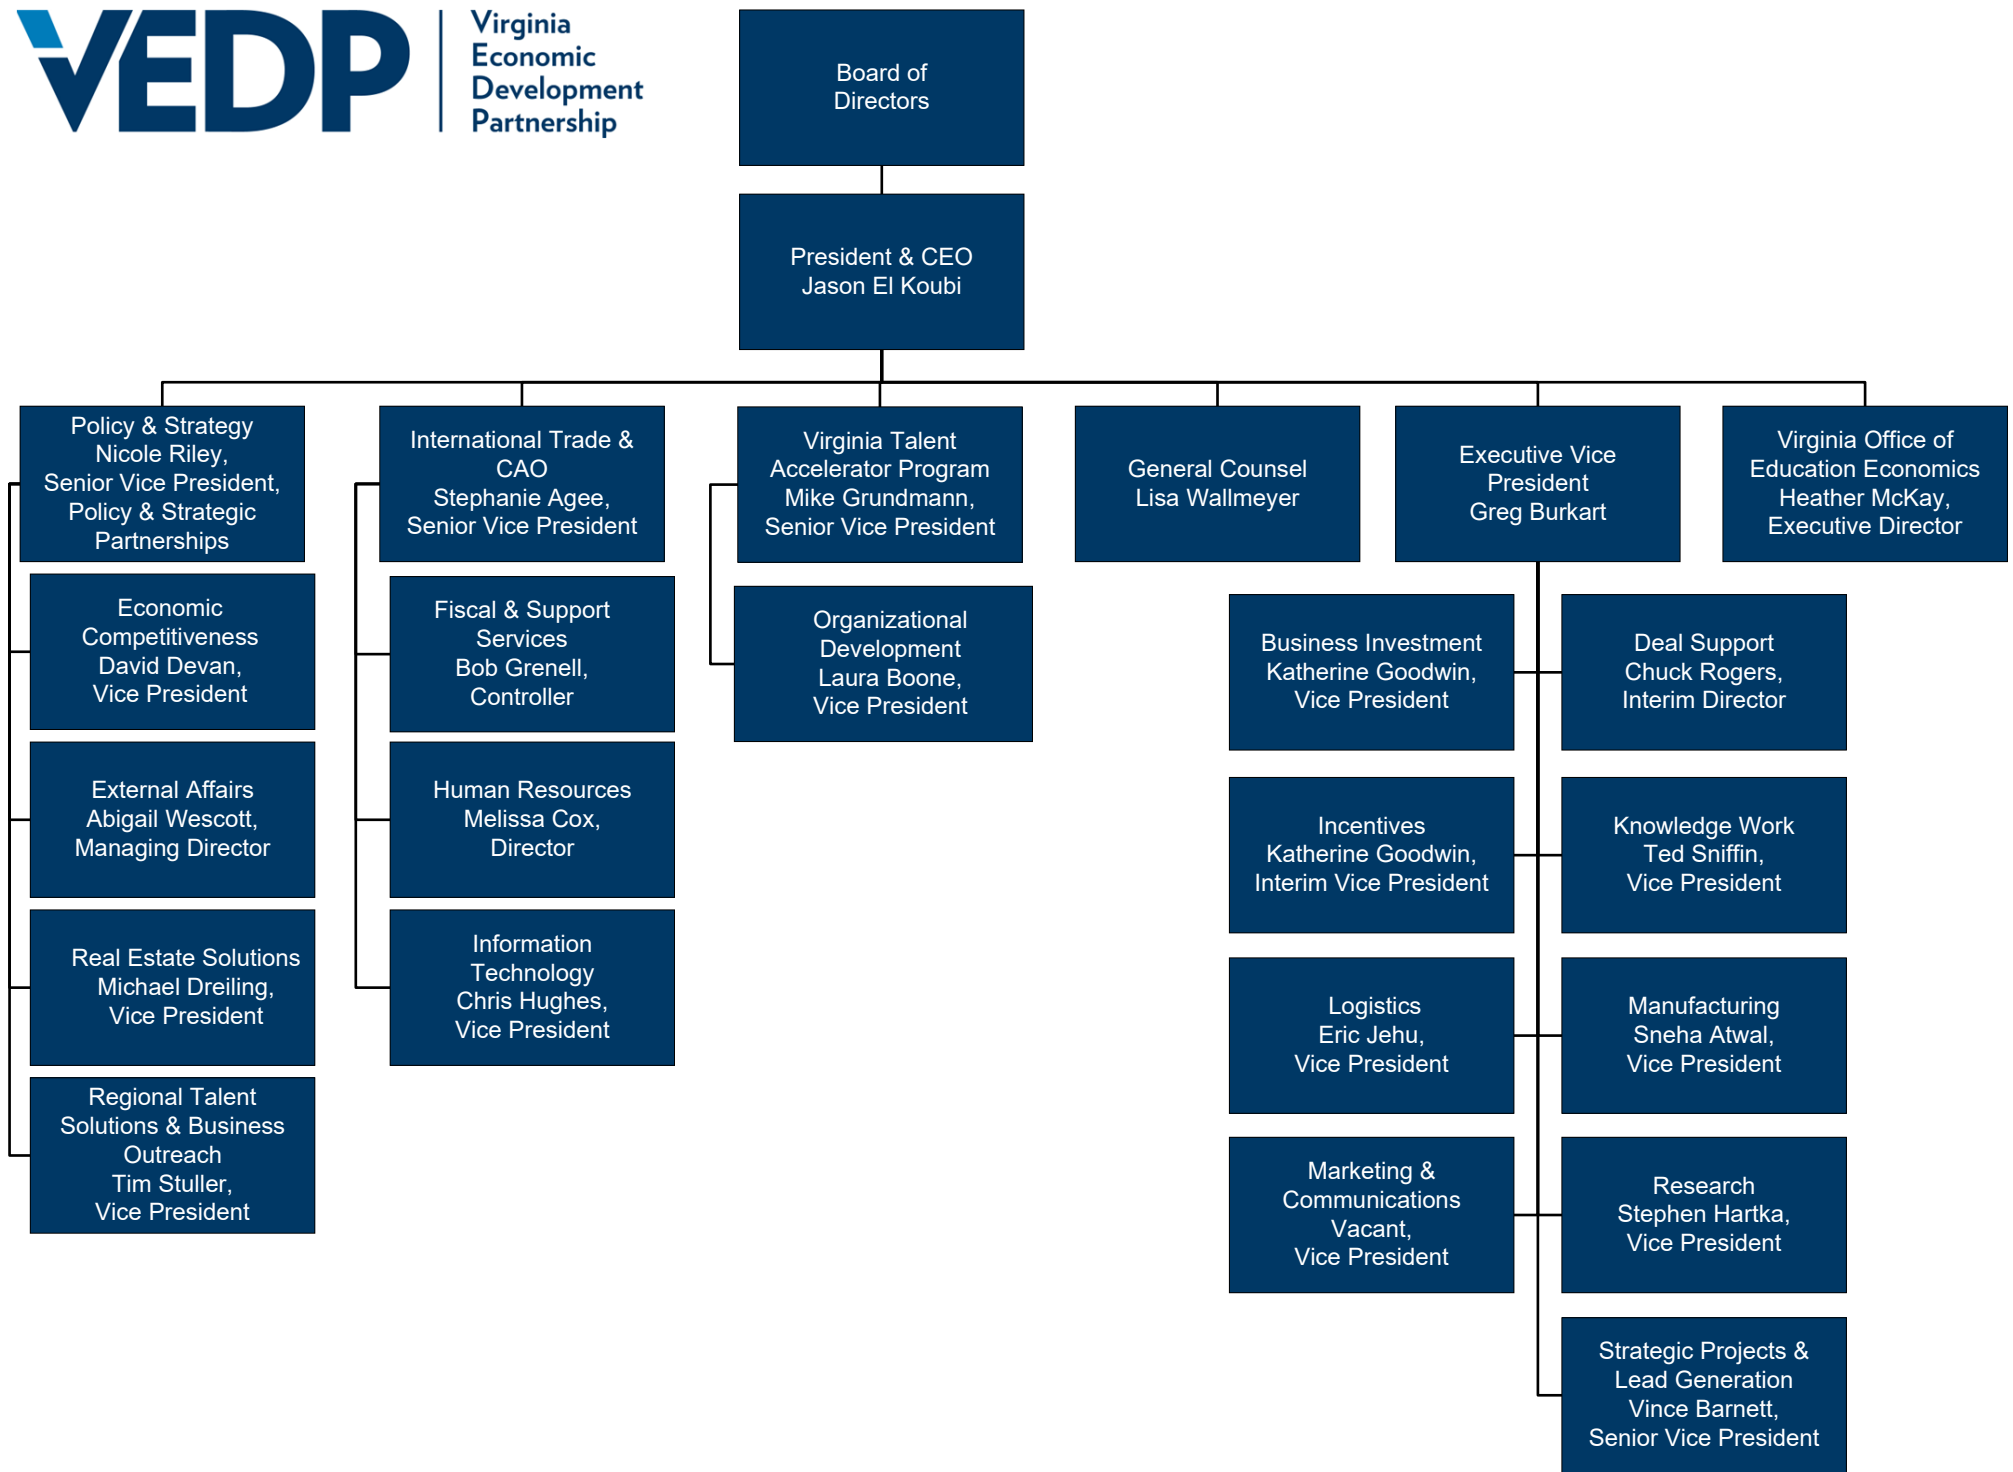 VEDP
Virginia
Economic
Development
Partnership
Board of
Directors
President & CEO
Jason El Koubi
Policy & Strategy
Nicole Riley,
Senior Vice President,
Policy & Strategic
Partnerships
International Trade &
CAO
Stephanie Agee,
Senior Vice President
Virginia Talent
Accelerator Program
Mike Grundmann,
Senior Vice President
General Counsel
Lisa Wallmeyer
Executive Vice
President
Greg Burkart
Virginia Office of
Education Economics
Heather McKay,
Executive Director
Economic
Competitiveness
David Devan,
Vice President
External Affairs
Abigail Wescott,
Managing Director
Real Estate Solutions
Michael Dreiling,
Vice President
Regional Talent
Solutions & Business
Outreach
Tim Stuller,
Vice President
Fiscal & Support
Services
Bob Grenell,
Controller
Human Resources
Melissa Cox,
Director
Information
Technology
Chris Hughes,
Vice President
Organizational
Development
Laura Boone,
Vice President
Business Investment
Katherine Goodwin,
Vice President
Deal Support
Chuck Rogers,
Interim Director
Incentives
Katherine Goodwin,
Interim Vice President
Knowledge Work
Ted Sniffin,
Vice President
Logistics
Eric Jehu,
Vice President
Manufacturing
Sneha Atwal,
Vice President
Marketing &
Communications
Vacant,
Vice President
Research
Stephen Hartka,
Vice President
Strategic Projects &
Lead Generation
Vince Barnett,
Senior Vice President